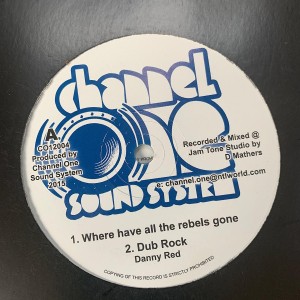 channel
one
SOUND SYSTEM
A.
CO12004
Produced by
Channel One
Sound System
2015
Recorded & Mixed @
Jam Tone Studio by
D Mathers
e: channel.one@ntlworld.com
1. Where have all the rebels gone
2. Dub Rock
Danny Red
COPYING OF THIS RECORD IS STRICTLY PROHIBITED